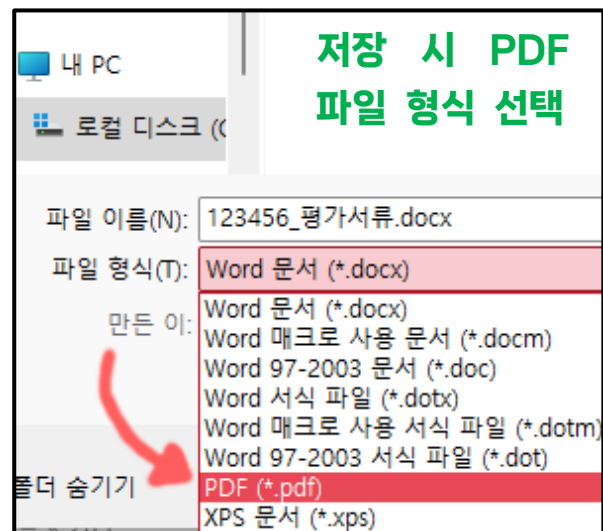 저장 시 PDF
파일 형식 선택
내 PC
로컬 디스크 (
파일 이름(N): 123456_평가서류.docx
파일 형식(T): Word 문서 (*.docx)
만든 이:
Word 문서 (*.docx)
Word 매크로 사용 문서 (*.docm)
Word 97-2003 문서 (*.doc)
Word 서식 파일 (*.dotx)
Word 매크로 사용 서식 파일 (*.dotm)
Word 97-2003 서식 파일 (*.dot)
폴더 숨기기
PDF (*.pdf)
XPS 문서 (*.xps)